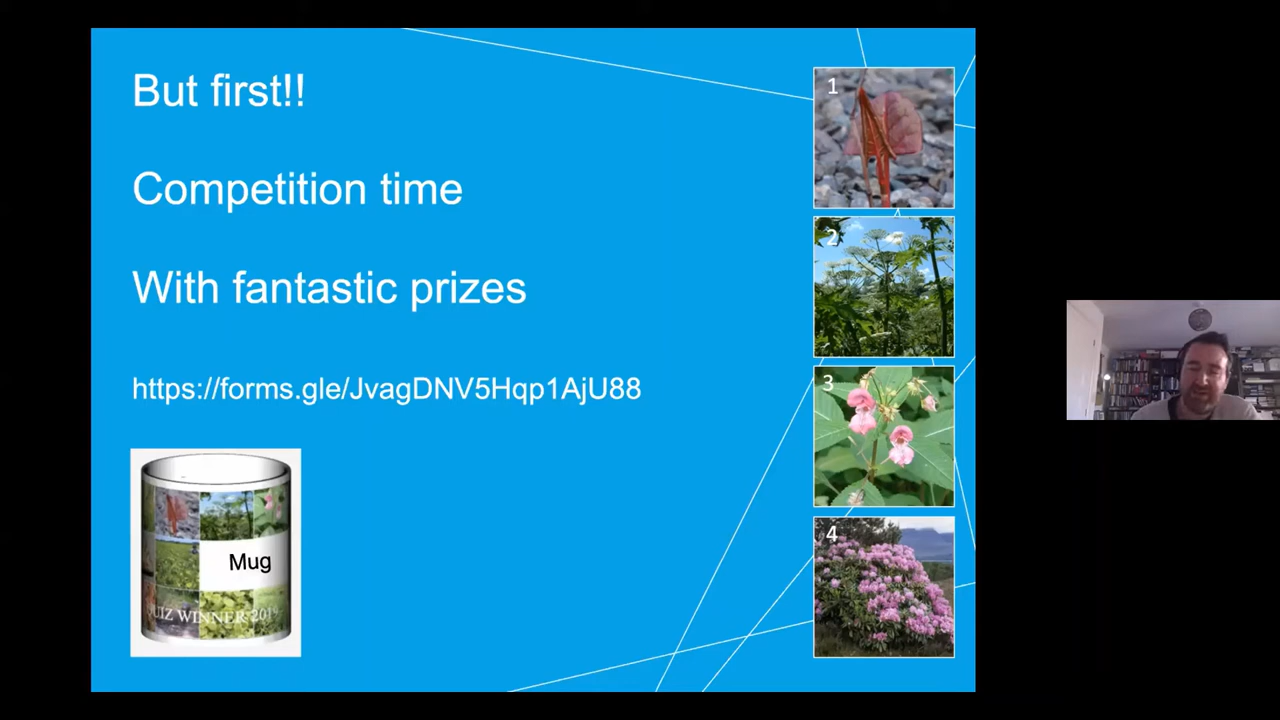 But first!!
Competition time
With fantastic prizes
https://forms.gle/JvagDNV5Hqp1AjU88
Mug
QUIZ WINNER 2019
1
2
3
4